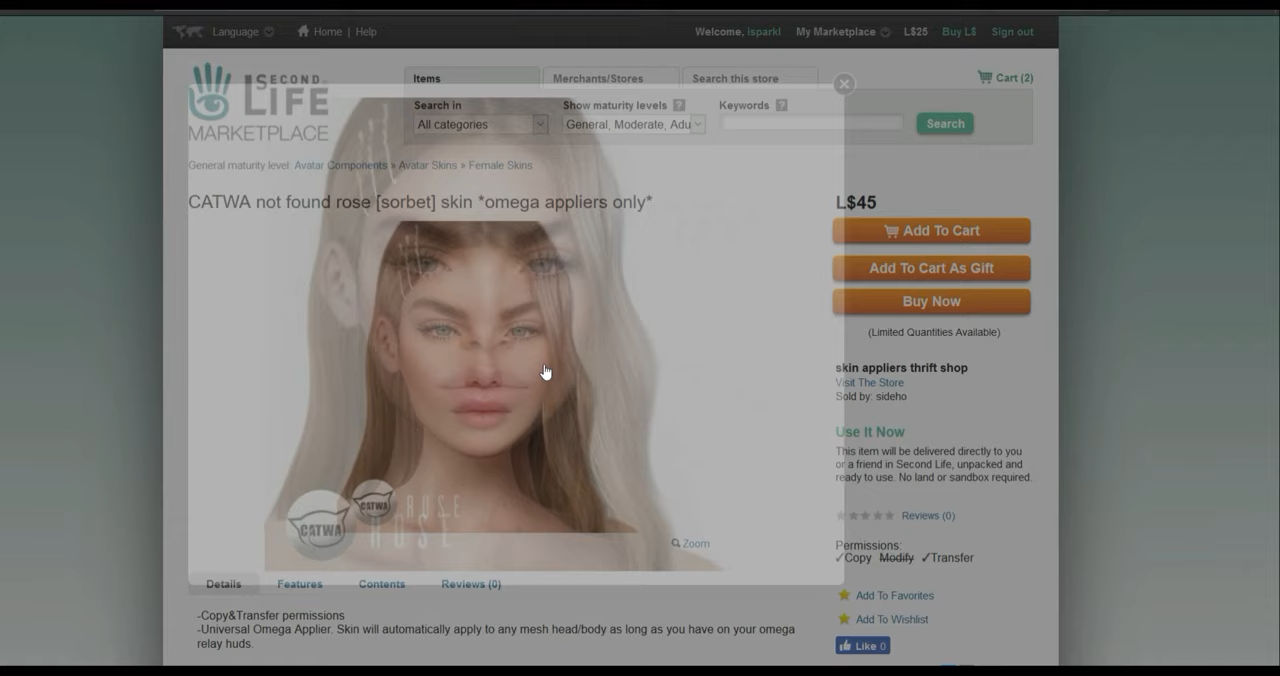 Language
Home | Help
Welcome, isparkl
My Marketplace
L$25
Buy L$
Sign out
SECOND
LIFE
MARKETPLACE
Items
Merchants/Stores
Search this store
Cart (2)
Search in
Show maturity levels ?
Keywords ?
All categories
General, Moderate, Adu
Search
General maturity level: Avatar Components » Avatar Skins » Female Skins
CATWA not found rose [sorbet] skin *omega appliers only*
L$45
Add To Cart
Add To Cart As Gift
Buy Now
(Limited Quantities Available)
skin appliers thrift shop
Visit The Store
Sold by: sideho
Use It Now
This item will be delivered directly to you
or a friend in Second Life, unpacked and
ready to use. No land or sandbox required.
CATWA
ROSE
CATWA
ROSE
Reviews (0)
Zoom
Permissions:
✓Copy Modify ✓Transfer
Details
Features
Contents
Reviews (0)
Add To Favorites
-Copy&Transfer permissions
Add To Wishlist
-Universal Omega Applier. Skin will automatically apply to any mesh head/body as long as you have on your omega
relay huds.
Like 0